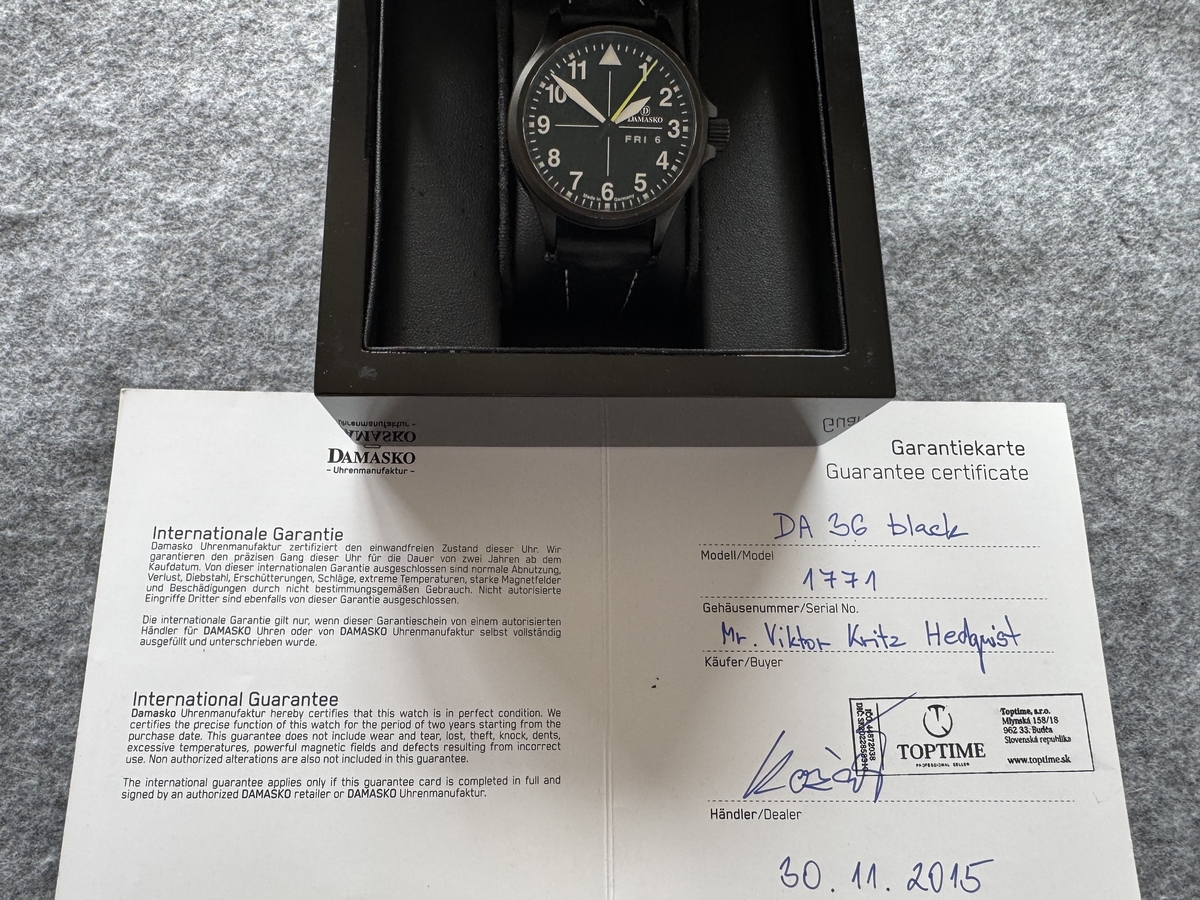 11
1
10
2
9
DAMASKO
3
FRI 6
8
4
7
5
6
Made in Germany
DAMASKO
– Uhrenmanufaktur –
Internationale Garantie
Damasko Uhrenmanufaktur zertifiziert den einwandfreien Zustand dieser Uhr. Wir
garantieren den präzisen Gang dieser Uhr für die Dauer von zwei Jahren ab dem
Kaufdatum. Von dieser internationalen Garantie ausgeschlossen sind normale Abnutzung,
Verlust, Diebstahl, Erschütterungen, Schläge, extreme Temperaturen, starke Magnetfelder
und Beschädigungen durch nicht bestimmungsgemäßen Gebrauch. Nicht autorisierte
Eingriffe Dritter sind ebenfalls von dieser Garantie ausgeschlossen.
Die internationale Garantie gilt nur, wenn dieser Garantieschein von einem autorisierten
Händler für DAMASKO Uhren oder von DAMASKO Uhrenmanufaktur selbst vollständig
ausgefüllt und unterschrieben wurde.
International Guarantee
Damasko Uhrenmanufaktur hereby certifies that this watch is in perfect condition. We
certifies the precise function of this watch for the period of two years starting from the
purchase date. This guarantee does not include wear and tear, lost, theft, knock, dents,
excessive temperatures, powerful magnetic fields and defects resulting from incorrect
use. Non authorized alterations are also not included in this guarantee.
The international guarantee applies only if this guarantee card is completed in full and
signed by an authorized DAMASKO retailer or DAMASKO Uhrenmanufaktur.
Garantiekarte
Guarantee certificate
DA 36 black
Modell/Model
1771
Gehäusenummer/Serial No.
Mr. Viktor Kritz Hedqvist
Käufer/Buyer
TOPTIME
PROFESSIONAL SELLER
Toptime, s.r.o.
Mlynská 158/18
962 33. Budča
Slovenská republika
www.toptime.sk
Händler/Dealer
30. 11. 2015